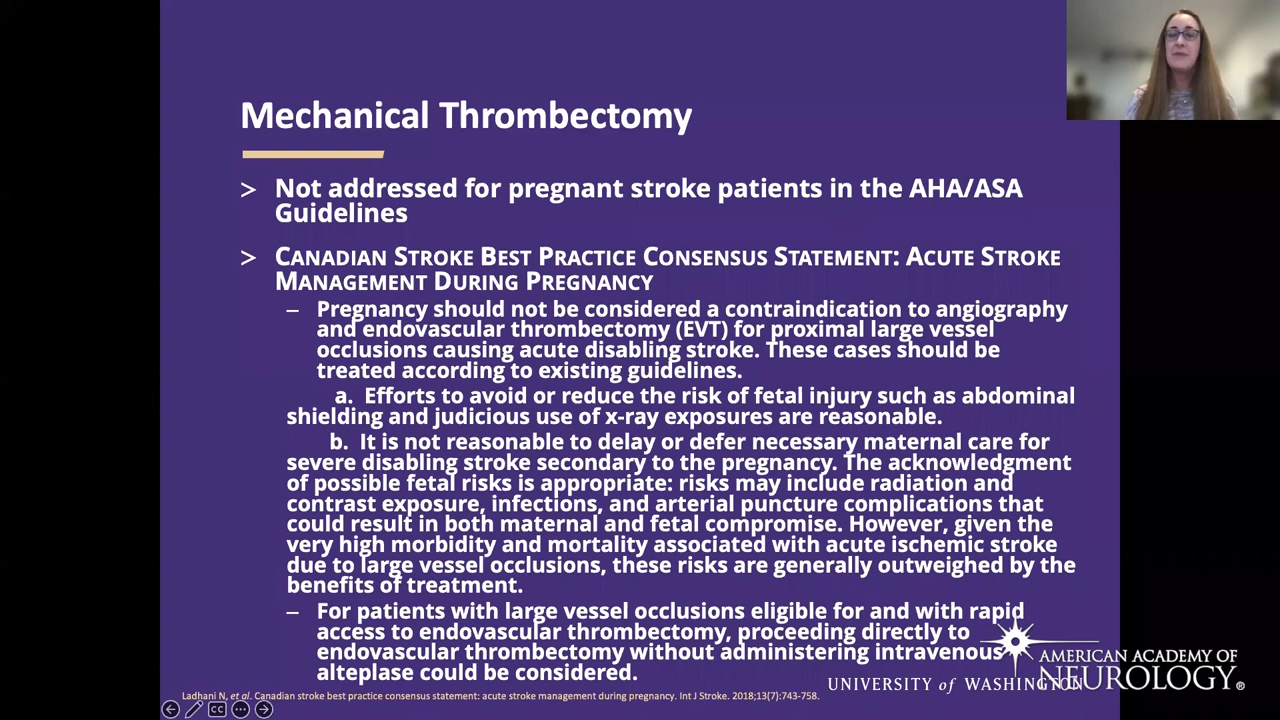 Mechanical Thrombectomy
> Not addressed for pregnant stroke patients in the AHA/ASA
Guidelines
> CANADIAN STROKE BEST PRACTICE CONSENSUS STATEMENT: ACUTE STROKE
MANAGEMENT DURING PREGNANCY
– Pregnancy should not be considered a contraindication to angiography
and endovascular thrombectomy (EVT) for proximal large vessel
occlusions causing acute disabling stroke. These cases should be
treated according to existing guidelines.
a. Efforts to avoid or reduce the risk of fetal injury such as abdominal
shielding and judicious use of x-ray exposures are reasonable.
b. It is not reasonable to delay or defer necessary maternal care for
severe disabling stroke secondary to the pregnancy. The acknowledgment
of possible fetal risks is appropriate: risks may include radiation and
contrast exposure, infections, and arterial puncture complications that
could result in both maternal and fetal compromise. However, given the
very high morbidity and mortality associated with acute ischemic stroke
due to large vessel occlusions, these risks are generally outweighed by the
benefits of treatment.
– For patients with large vessel occlusions eligible for and with rapid
access to endovascular thrombectomy, proceeding directly to
endovascular thrombectomy without administering intravenous
alteplase could be considered.
AMERICAN ACADEMY OF
NEUROLOGY®
UNIVERSITY of WASHINGTON
Ladhani N, et al. Canadian stroke best practice consensus statement: acute stroke management during pregnancy. Int J Stroke. 2018;13(7):743-758.
CC